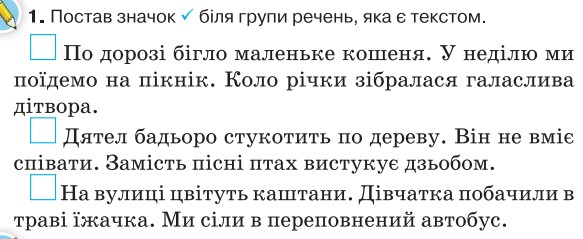 1. Постав значок ✓ біля групи речень, яка є текстом.
По дорозі бігло маленьке кошеня. У неділю ми
поїдемо на пікнік. Коло річки зібралася галаслива
дітвора.
Дятел бадьоро стукотить по дереву. Він не вміє
співати. Замість пісні птах вистукує дзьобом.
На вулиці цвітуть каштани. Дівчатка побачили в
траві їжачка. Ми сіли в переповнений автобус.